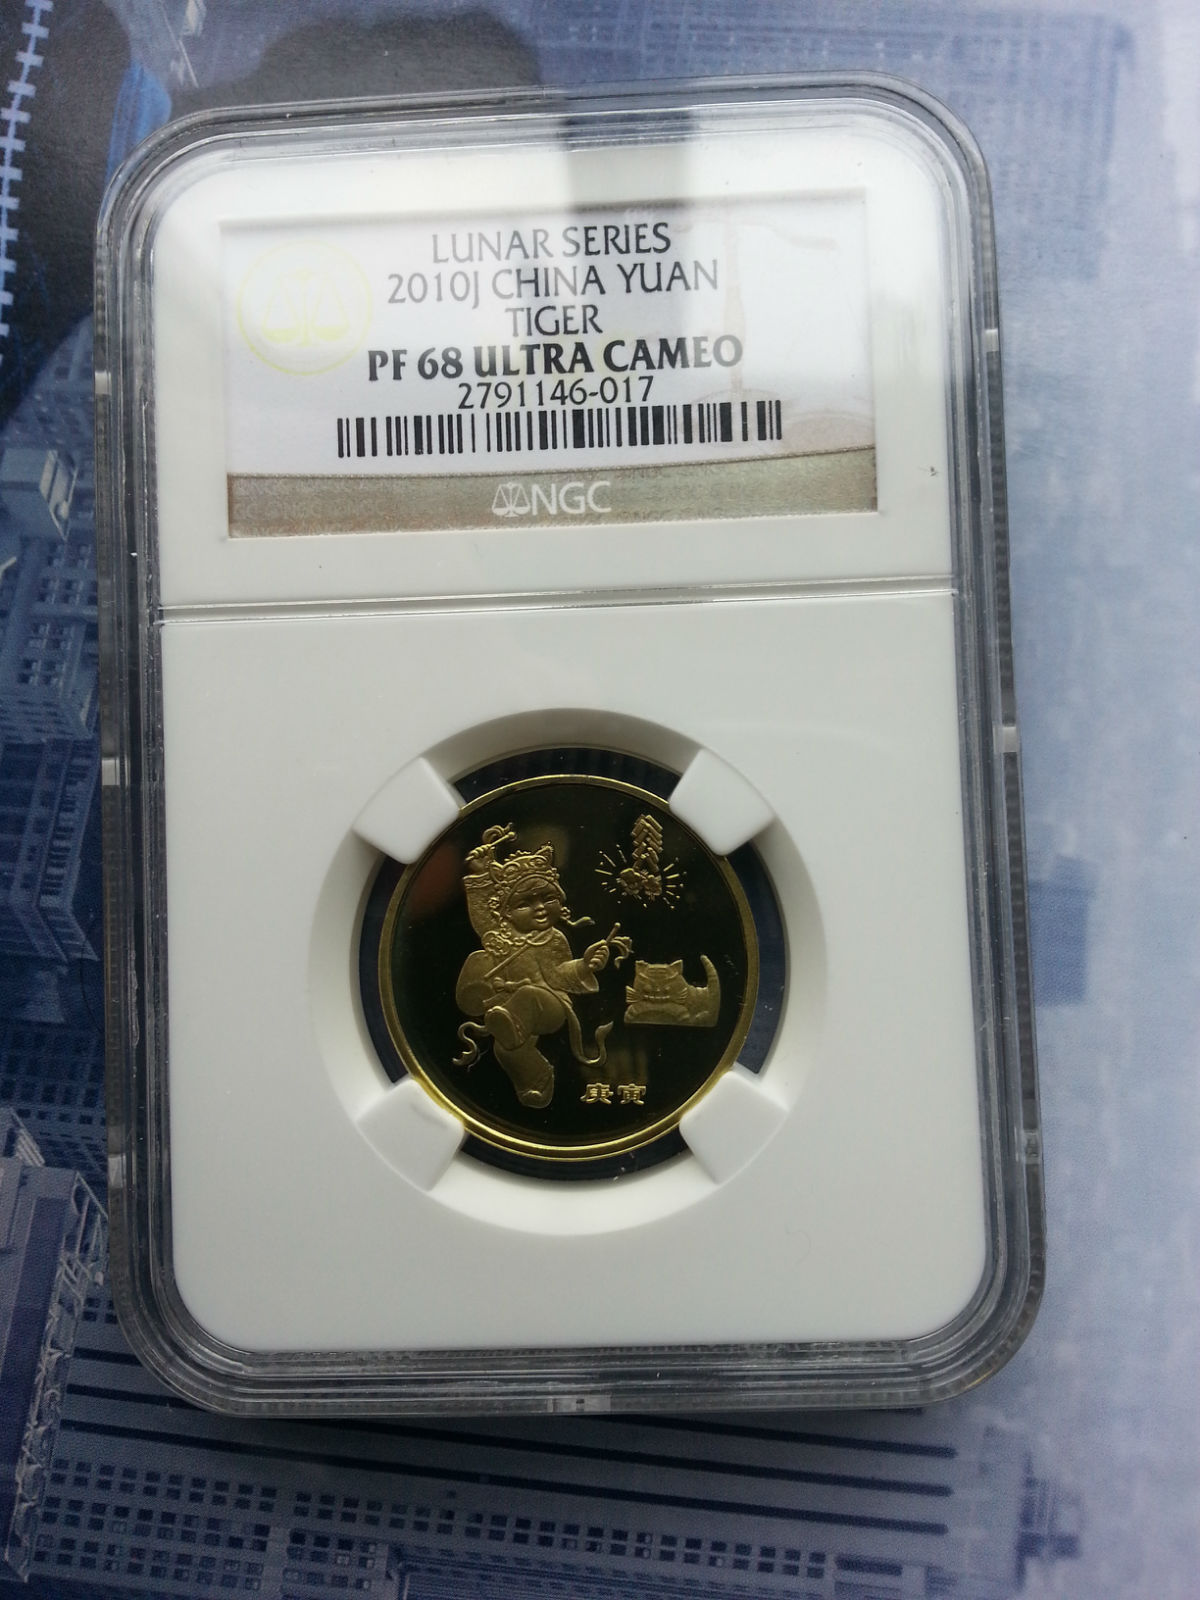 LUNAR SERIES
2010J CHINA YUAN
TIGER
PF 68 ULTRA CAMEO
2791146-017
NGC
庚寅